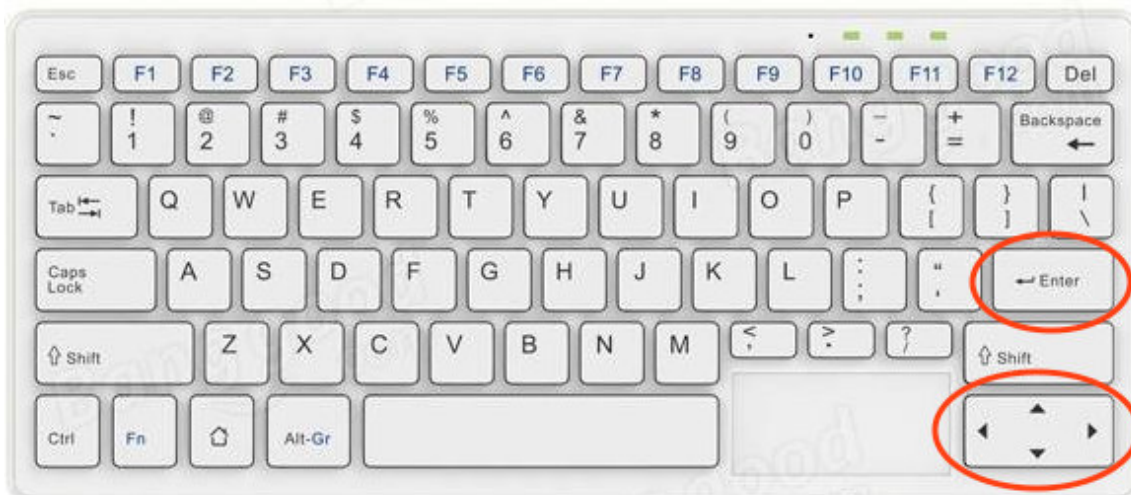 Esc F1 F2 F3 F4 F5 F6 F7 F8 F9 F10 F11 F12 Del
~ ! @ # $ % ^ & * ( ) — + Backspace
` 1 2 3 4 5 6 7 8 9 0 - = ←
Tab Q W E R T Y U I O P { } |
[ ] \
Caps A S D F G H J K L : “ ↵ Enter
Lock ; '
⇧ Shift Z X C V B N M < > ? ⇧ Shift
, . /
Ctrl Fn Alt-Gr ◀ ▲ ▼ ▶
Banggood